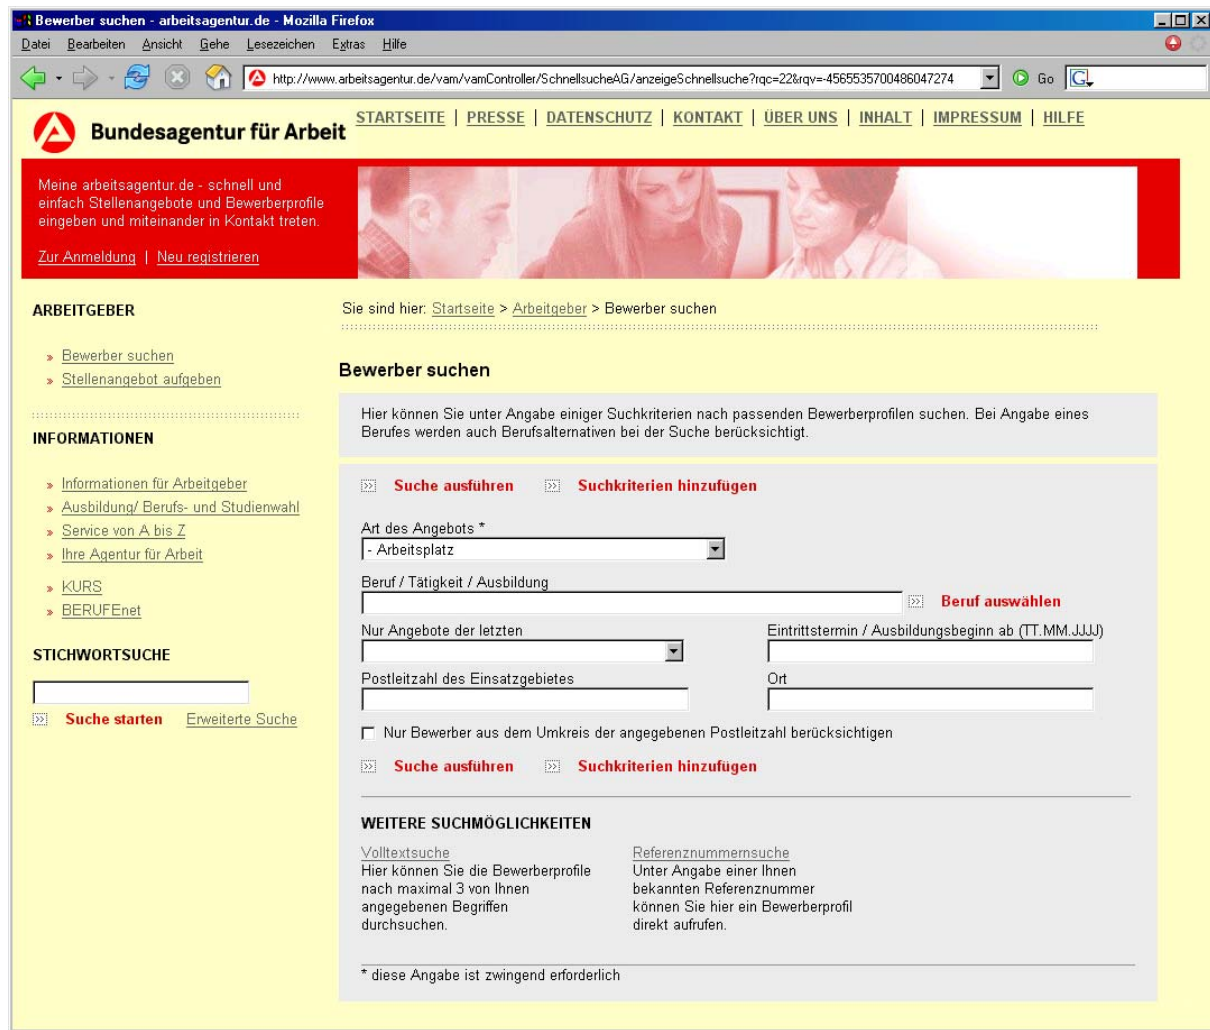 Bewerber suchen - arbeitsagentur.de - Mozilla Firefox
Datei Bearbeiten Ansicht Gehe Lesezeichen Extras Hilfe
http://www.arbeitsagentur.de/vam/vamController/SchnellsucheAG/anzeigeSchnellsuche?rqc=22&rqv=-4565535700486047274 Go G
Bundesagentur für Arbeit
STARTSEITE | PRESSE | DATENSCHUTZ | KONTAKT | ÜBER UNS | INHALT | IMPRESSUM | HILFE
Meine arbeitsagentur.de - schnell und
einfach Stellenangebote und Bewerberprofile
eingeben und miteinander in Kontakt treten.
Zur Anmeldung | Neu registrieren
ARBEITGEBER
» Bewerber suchen
» Stellenangebot aufgeben
INFORMATIONEN
» Informationen für Arbeitgeber
» Ausbildung/ Berufs- und Studienwahl
» Service von A bis Z
» Ihre Agentur für Arbeit
» KURS
» BERUFEnet
STICHWORTSUCHE
Suche starten Erweiterte Suche
Sie sind hier: Startseite > Arbeitgeber > Bewerber suchen
Bewerber suchen
Hier können Sie unter Angabe einiger Suchkriterien nach passenden Bewerberprofilen suchen. Bei Angabe eines
Berufes werden auch Berufsalternativen bei der Suche berücksichtigt.
Suche ausführen Suchkriterien hinzufügen
Art des Angebots *
- Arbeitsplatz
Beruf / Tätigkeit / Ausbildung
Beruf auswählen
Nur Angebote der letzten Eintrittstermin / Ausbildungsbeginn ab (TT.MM.JJJJ)
Postleitzahl des Einsatzgebietes Ort
Nur Bewerber aus dem Umkreis der angegebenen Postleitzahl berücksichtigen
Suche ausführen Suchkriterien hinzufügen
WEITERE SUCHMÖGLICHKEITEN
Volltextsuche
Hier können Sie die Bewerberprofile
nach maximal 3 von Ihnen
angegebenen Begriffen
durchsuchen.
Referenznummernsuche
Unter Angabe einer Ihnen
bekannten Referenznummer
können Sie hier ein Bewerberprofil
direkt aufrufen.
* diese Angabe ist zwingend erforderlich